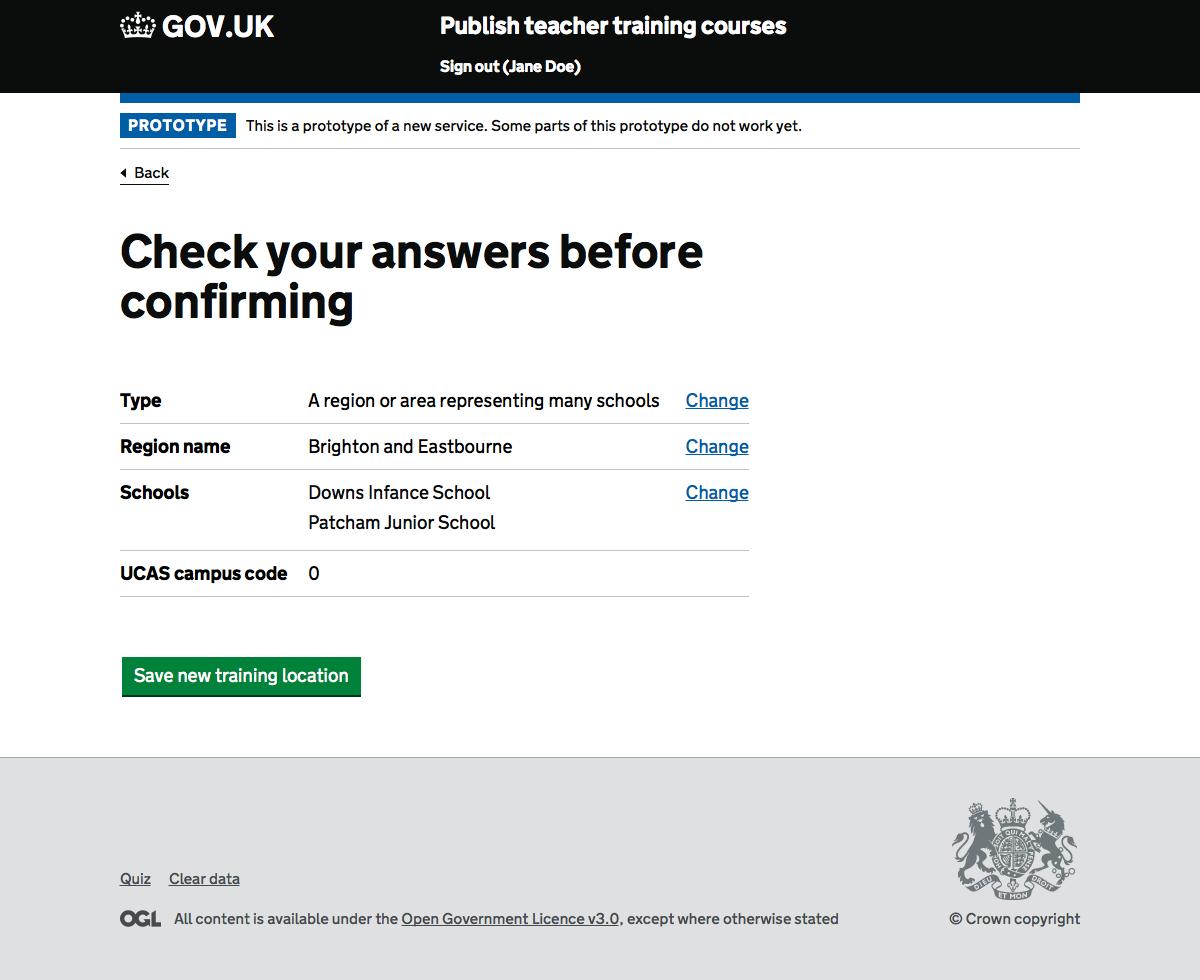 GOV.UK
Publish teacher training courses
Sign out (Jane Doe)
PROTOTYPE This is a prototype of a new service. Some parts of this prototype do not work yet.
Back
Check your answers before
confirming
Type A region or area representing many schools Change
Region name Brighton and Eastbourne Change
Schools Downs Infance School Change
Patcham Junior School
UCAS campus code 0
Save new training location
Quiz Clear data
DIEU ET MON DROIT
OGL All content is available under the Open Government Licence v3.0, except where otherwise stated
© Crown copyright